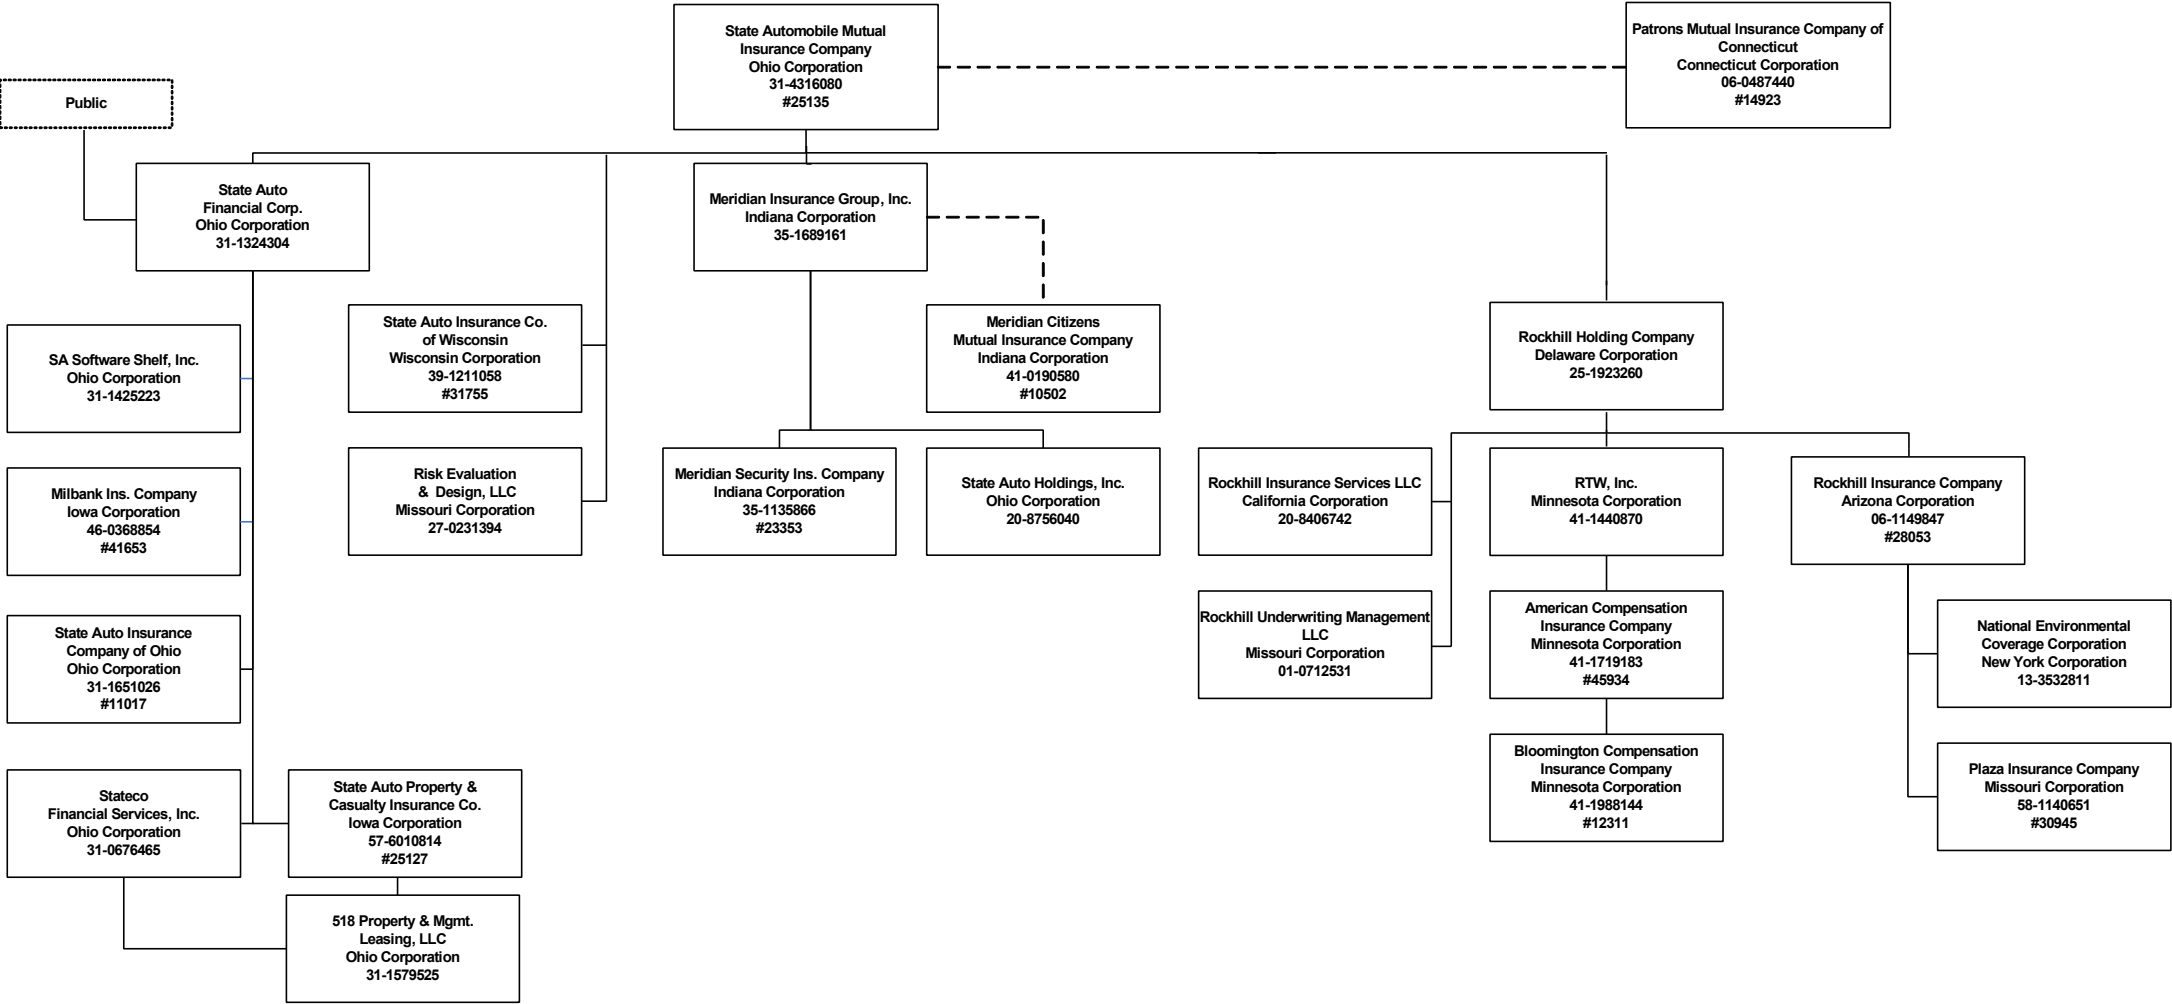 State Automobile Mutual
Insurance Company
Ohio Corporation
31-4316080
#25135
Patrons Mutual Insurance Company of
Connecticut
Connecticut Corporation
06-0487440
#14923
Public
State Auto
Financial Corp.
Ohio Corporation
31-1324304
Meridian Insurance Group, Inc.
Indiana Corporation
35-1689161
SA Software Shelf, Inc.
Ohio Corporation
31-1425223
State Auto Insurance Co.
of Wisconsin
Wisconsin Corporation
39-1211058
#31755
Meridian Citizens
Mutual Insurance Company
Indiana Corporation
41-0190580
#10502
Rockhill Holding Company
Delaware Corporation
25-1923260
Milbank Ins. Company
Iowa Corporation
46-0368854
#41653
Risk Evaluation
& Design, LLC
Missouri Corporation
27-0231394
Meridian Security Ins. Company
Indiana Corporation
35-1135866
#23353
State Auto Holdings, Inc.
Ohio Corporation
20-8756040
Rockhill Insurance Services LLC
California Corporation
20-8406742
RTW, Inc.
Minnesota Corporation
41-1440870
Rockhill Insurance Company
Arizona Corporation
06-1149847
#28053
State Auto Insurance
Company of Ohio
Ohio Corporation
31-1651026
#11017
Rockhill Underwriting Management
LLC
Missouri Corporation
01-0712531
American Compensation
Insurance Company
Minnesota Corporation
41-1719183
#45934
National Environmental
Coverage Corporation
New York Corporation
13-3532811
Stateco
Financial Services, Inc.
Ohio Corporation
31-0676465
State Auto Property &
Casualty Insurance Co.
Iowa Corporation
57-6010814
#25127
Bloomington Compensation
Insurance Company
Minnesota Corporation
41-1988144
#12311
Plaza Insurance Company
Missouri Corporation
58-1140651
#30945
518 Property & Mgmt.
Leasing, LLC
Ohio Corporation
31-1579525